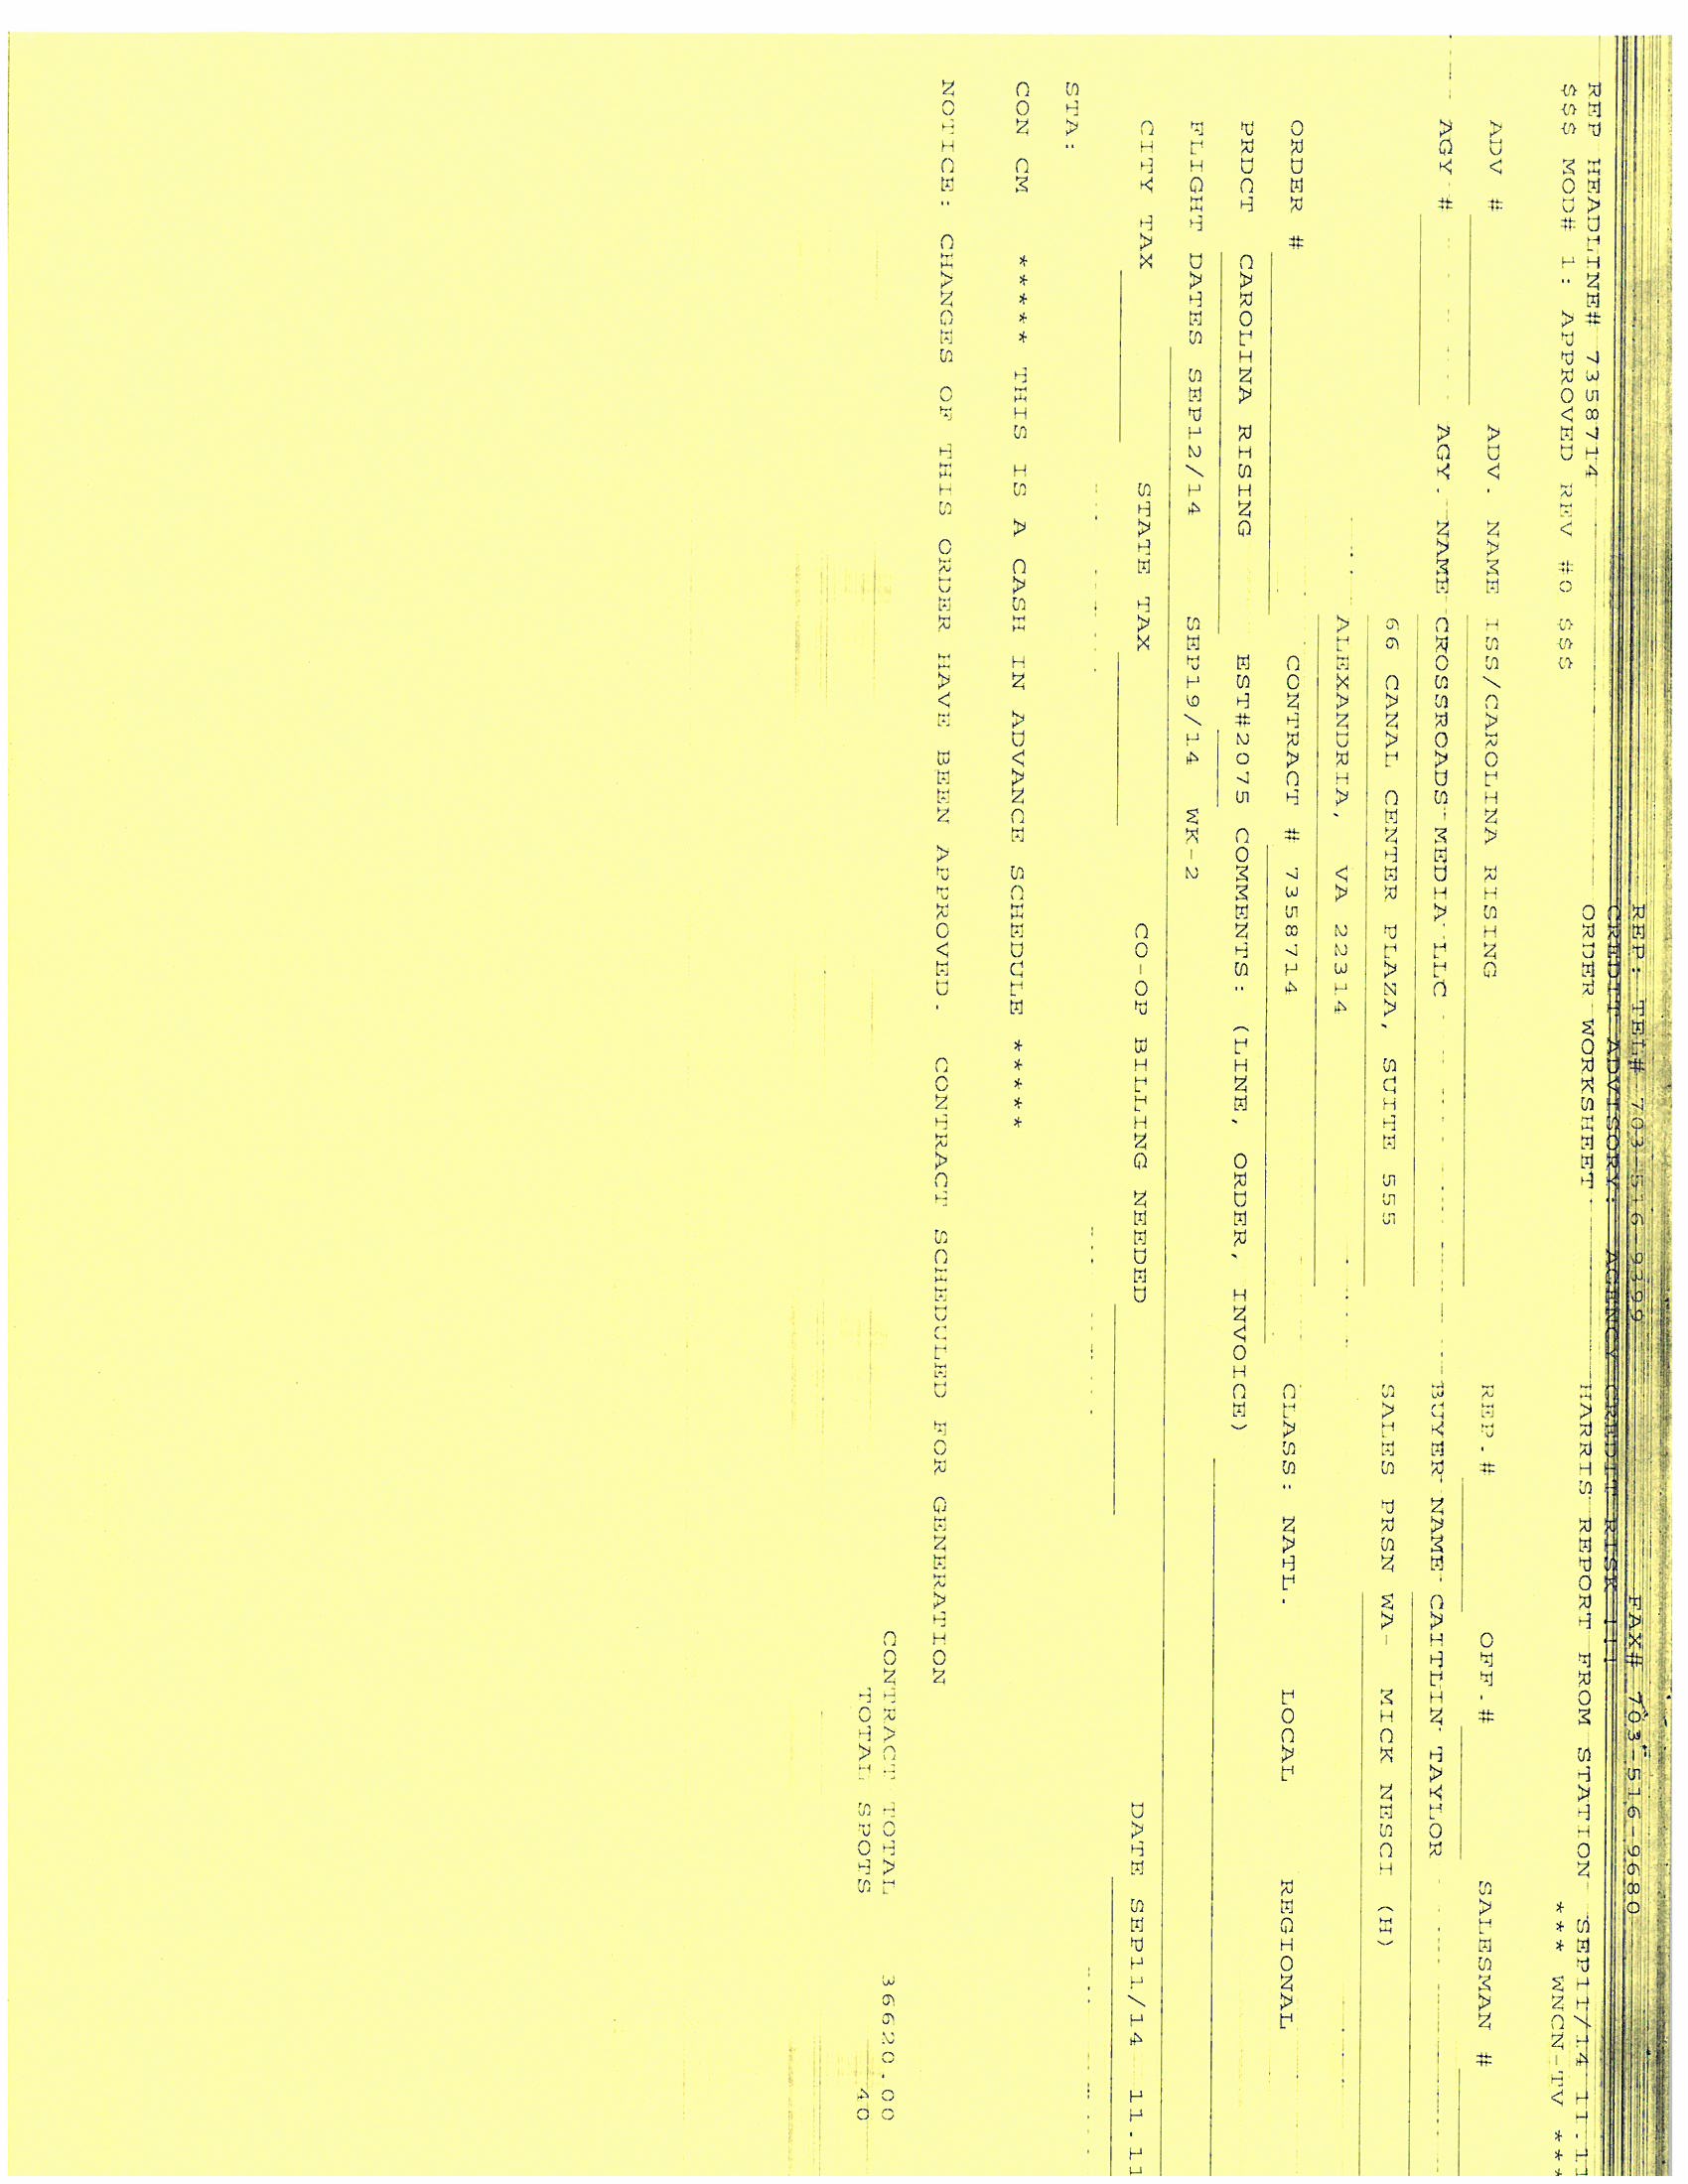 REP: TEL# 703-516-9399 FAX# 703-516-9680
CREDIT ADVISORY: AGENCY CREDIT RISK !!!
REP HEADLINE# 7358714 ORDER WORKSHEET HARRIS REPORT FROM STATION SEP11/14 11.11
$$$ MOD# 1: APPROVED REV #0 $$$ *** WNCN-TV ***
ADV # ADV. NAME ISS/CAROLINA RISING REP.# OFF.# SALESMAN #
AGY # AGY. NAME CROSSROADS MEDIA LLC BUYER NAME CAITLIN TAYLOR
66 CANAL CENTER PLAZA, SUITE 555 SALES PRSN WA- MICK NESCI (H)
ALEXANDRIA, VA 22314
ORDER # CONTRACT # 7358714 CLASS: NATL. LOCAL REGIONAL
PRDCT CAROLINA RISING EST#2075 COMMENTS: (LINE, ORDER, INVOICE)
FLIGHT DATES SEP12/14 SEP19/14 WK-2
CITY TAX STATE TAX CO-OP BILLING NEEDED DATE SEP11/14 11.11
STA:
CON CM ***** THIS IS A CASH IN ADVANCE SCHEDULE *****
NOTICE: CHANGES OF THIS ORDER HAVE BEEN APPROVED. CONTRACT SCHEDULED FOR GENERATION
CONTRACT TOTAL 36620.00
TOTAL SPOTS 40